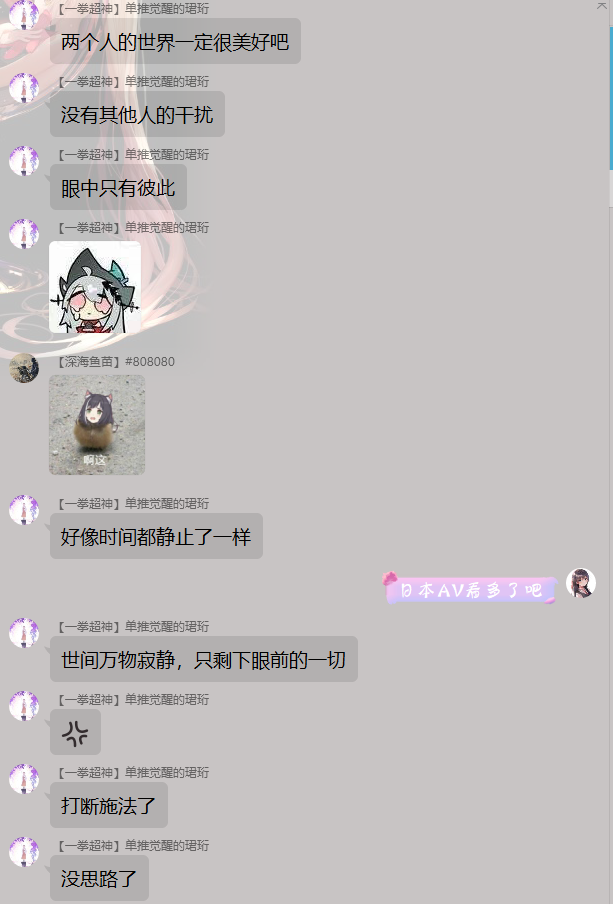 【一拳超神】单推觉醒的珺珩
两个人的世界一定很美好吧
【一拳超神】单推觉醒的珺珩
没有其他人的干扰
【一拳超神】单推觉醒的珺珩
眼中只有彼此
【一拳超神】单推觉醒的珺珩
【深海鱼苗】#808080
啊这
【一拳超神】单推觉醒的珺珩
好像时间都静止了一样
日本AV看多了吧
【一拳超神】单推觉醒的珺珩
世间万物寂静，只剩下眼前的一切
【一拳超神】单推觉醒的珺珩
【一拳超神】单推觉醒的珺珩
打断施法了
【一拳超神】单推觉醒的珺珩
没思路了